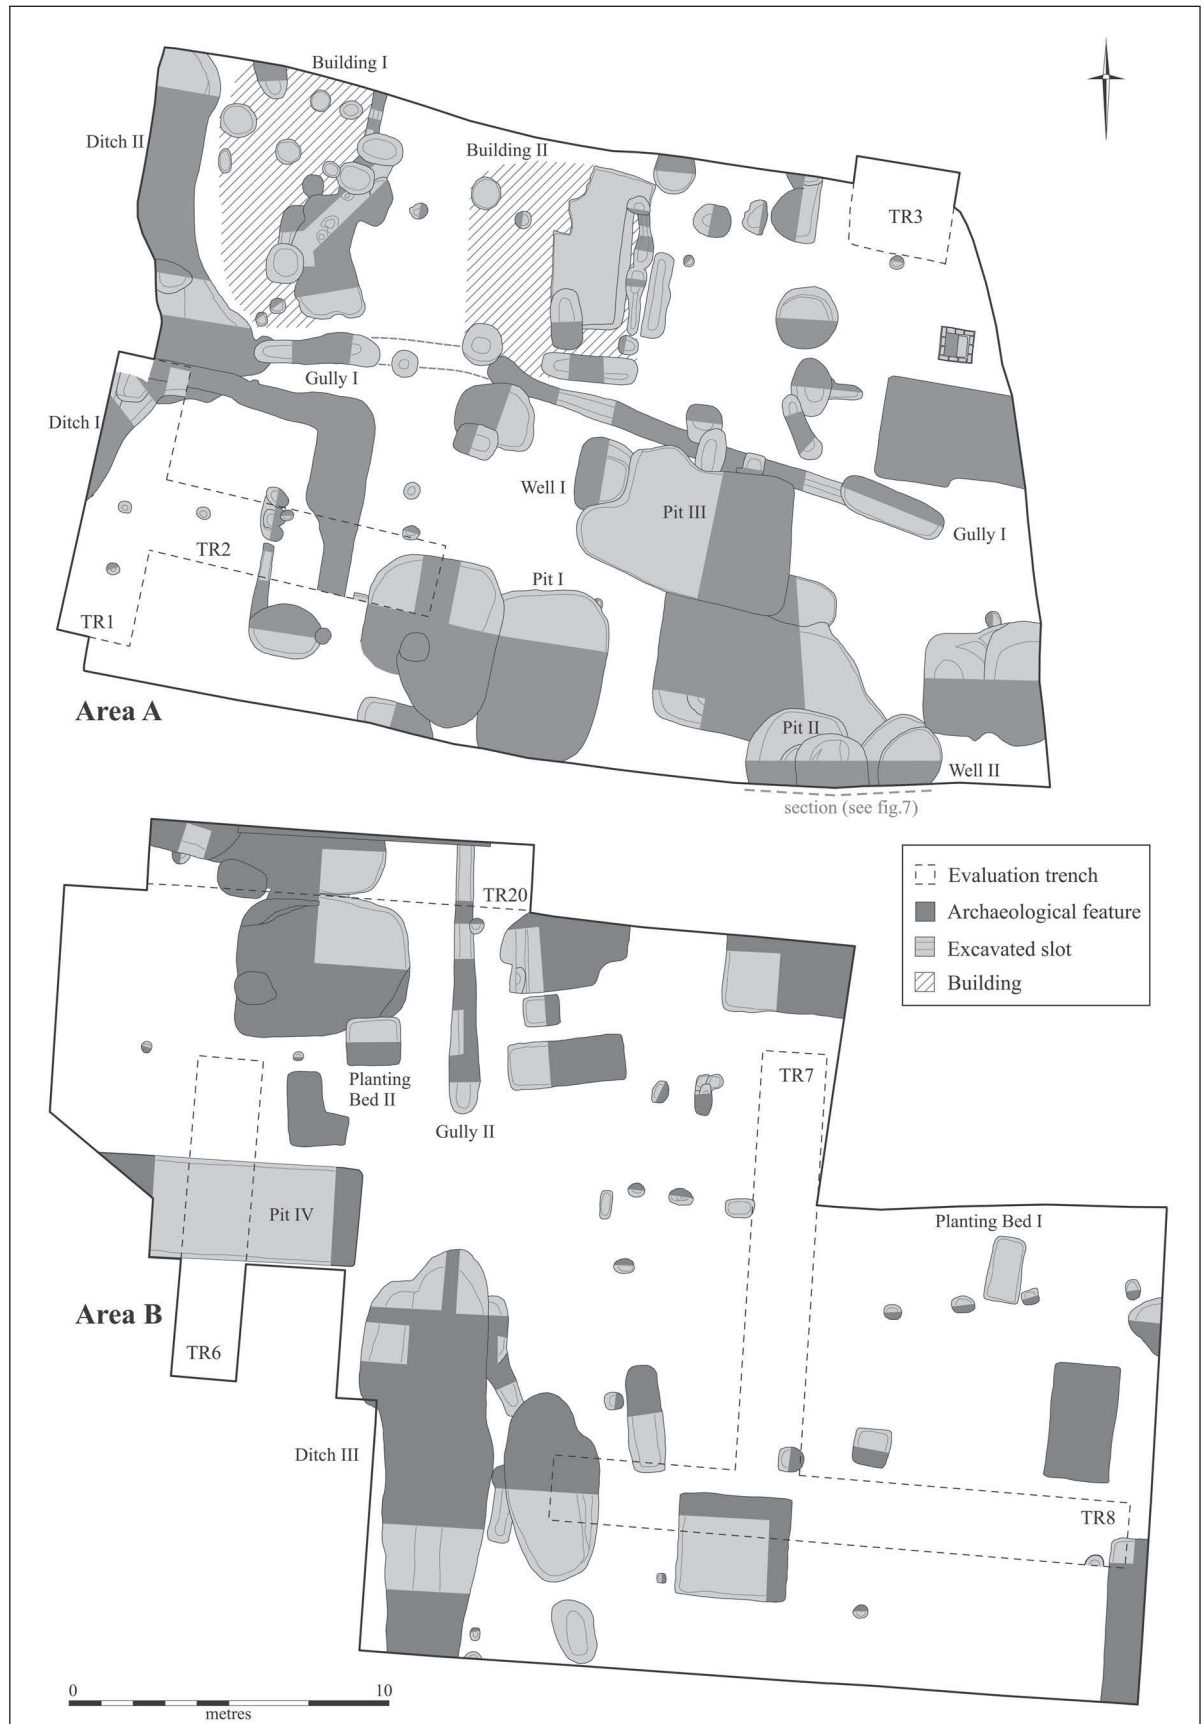 Building I
Ditch II
Building II
TR3
Gully I
Ditch I
Well I
Pit III
Gully I
TR2
Pit I
TR1
Area A
Pit II
Well II
section (see fig.7)
TR20
Evaluation trench
Archaeological feature
Excavated slot
Building
Planting
Bed II
Gully II
TR7
Pit IV
Planting Bed I
Area B
TR6
Ditch III
TR8
0 10
metres